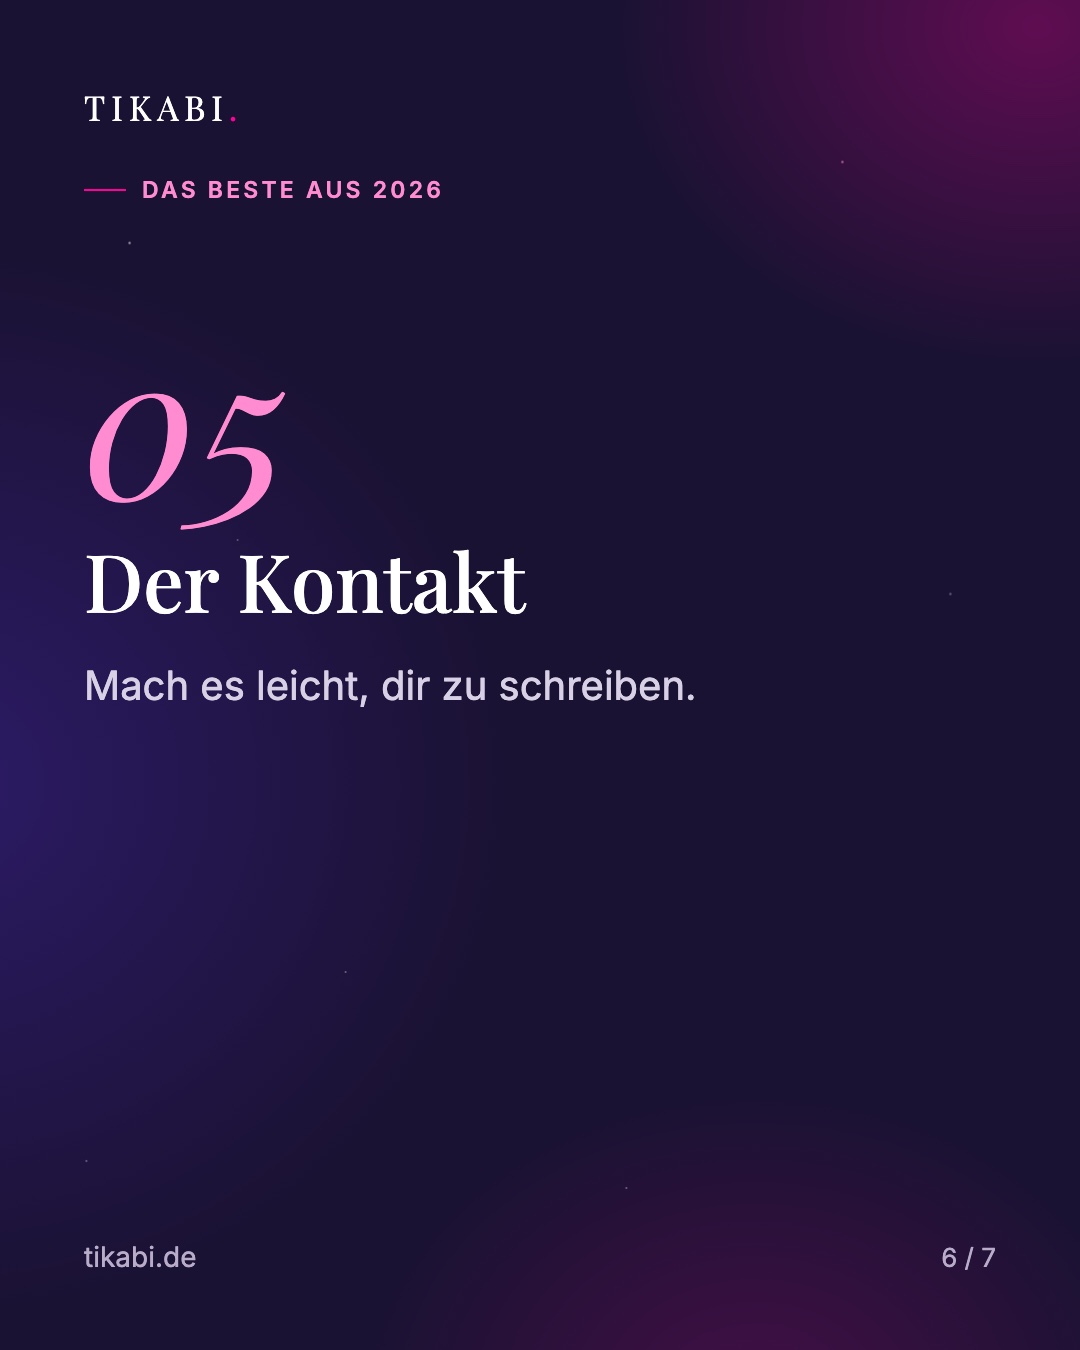 TIKABI.
DAS BESTE AUS 2026
05
Der Kontakt
Mach es leicht, dir zu schreiben.
tikabi.de
6 / 7